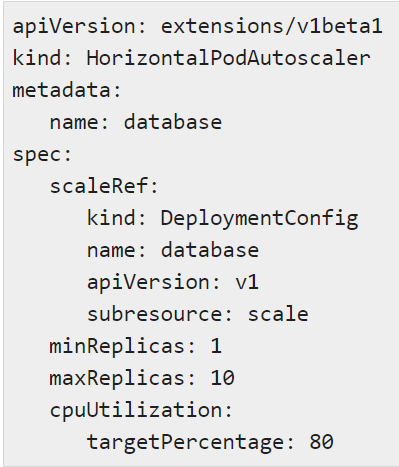 apiVersion: extensions/v1beta1
kind: HorizontalPodAutoscaler
metadata:
   name: database
spec:
   scaleRef:
      kind: DeploymentConfig
      name: database
      apiVersion: v1
      subresource: scale
   minReplicas: 1
   maxReplicas: 10
   cpuUtilization:
      targetPercentage: 80